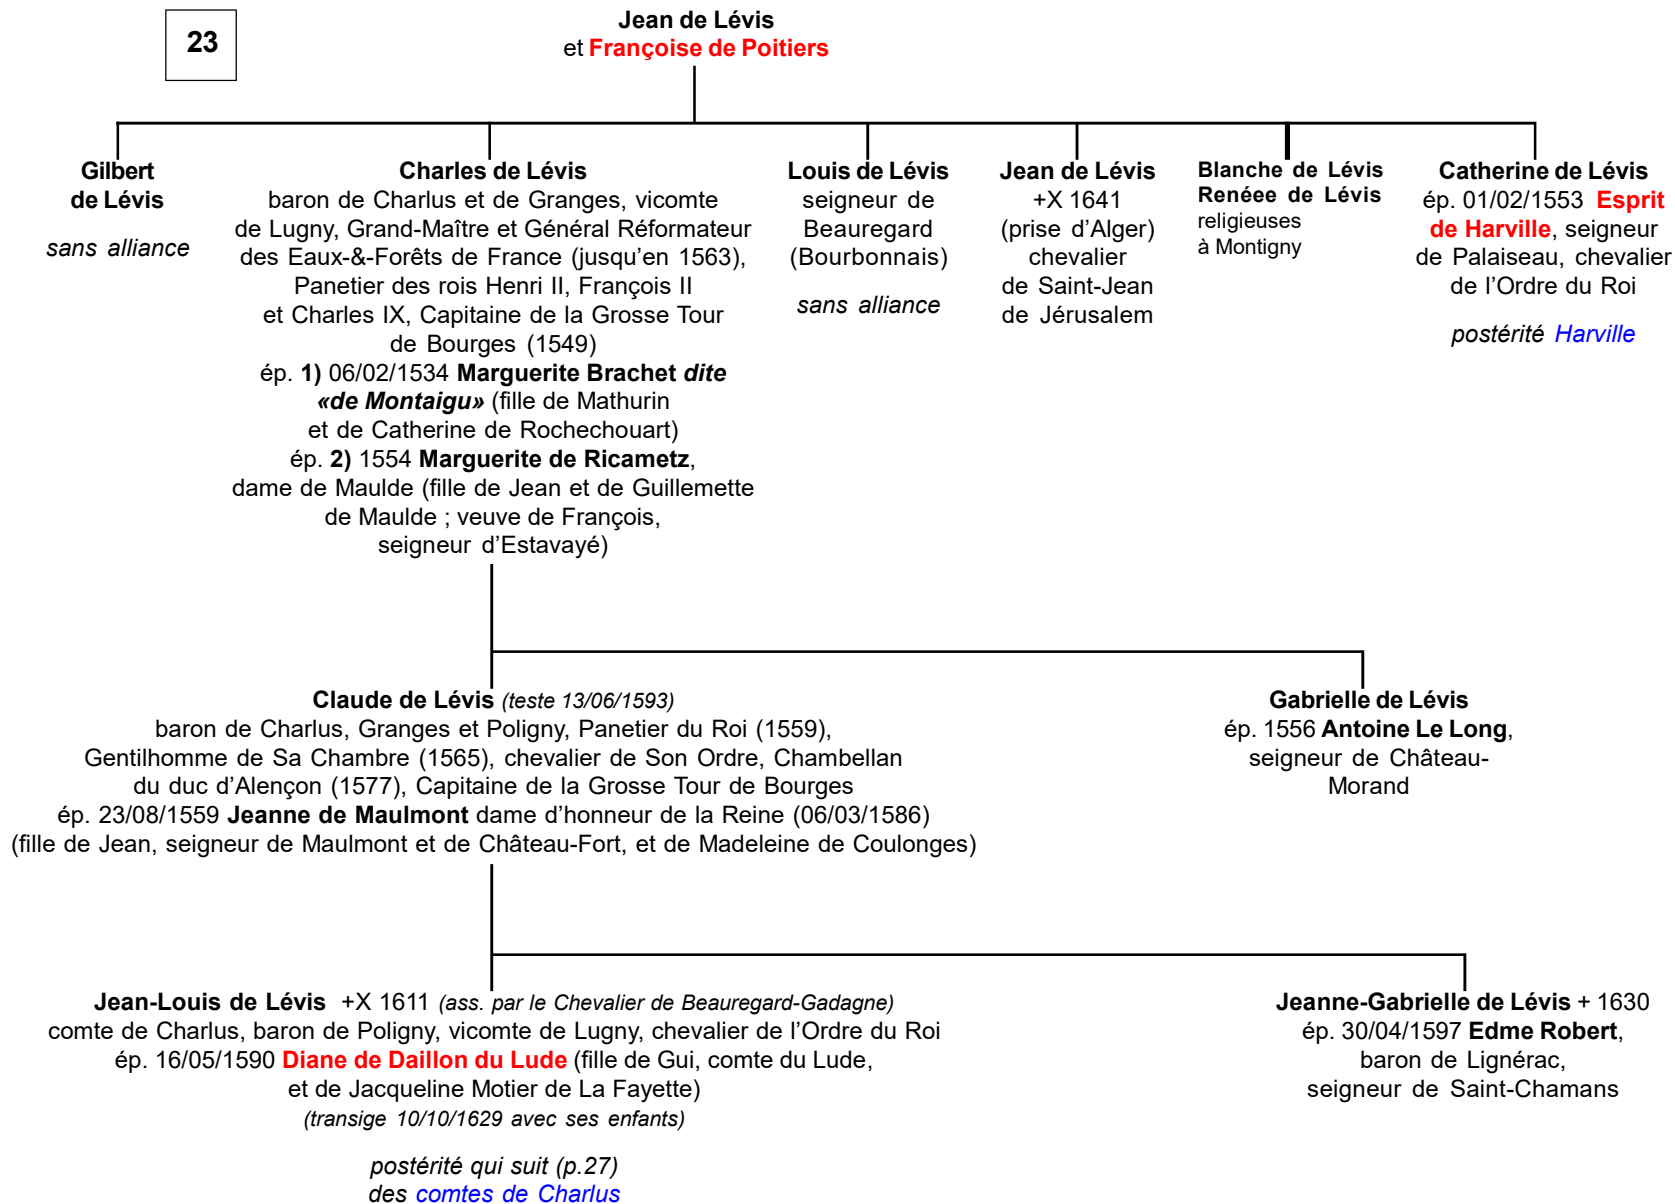 23
Jean de Lévis
et Françoise de Poitiers
Gilbert
de Lévis
sans alliance
Charles de Lévis
baron de Charlus et de Granges, vicomte
de Lugny, Grand-Maître et Général Réformateur
des Eaux-&-Forêts de France (jusqu’en 1563),
Panetier des rois Henri II, François II
et Charles IX, Capitaine de la Grosse Tour
de Bourges (1549)
ép. 1) 06/02/1534 Marguerite Brachet dite
«de Montaigu» (fille de Mathurin
et de Catherine de Rochechouart)
ép. 2) 1554 Marguerite de Ricametz,
dame de Maulde (fille de Jean et de Guillemette
de Maulde ; veuve de François,
seigneur d’Estavayé)
Louis de Lévis
seigneur de
Beauregard
(Bourbonnais)
sans alliance
Jean de Lévis
+X 1641
(prise d’Alger)
chevalier
de Saint-Jean
de Jérusalem
Blanche de Lévis
Renéee de Lévis
religieuses
à Montigny
Catherine de Lévis
ép. 01/02/1553 Esprit
de Harville, seigneur
de Palaiseau, chevalier
de l’Ordre du Roi
postérité Harville
Claude de Lévis (teste 13/06/1593)
baron de Charlus, Granges et Poligny, Panetier du Roi (1559),
Gentilhomme de Sa Chambre (1565), chevalier de Son Ordre, Chambellan
du duc d’Alençon (1577), Capitaine de la Grosse Tour de Bourges
ép. 23/08/1559 Jeanne de Maulmont dame d’honneur de la Reine (06/03/1586)
(fille de Jean, seigneur de Maulmont et de Château-Fort, et de Madeleine de Coulonges)
Gabrielle de Lévis
ép. 1556 Antoine Le Long,
seigneur de Château-
Morand
Jean-Louis de Lévis +X 1611 (ass. par le Chevalier de Beauregard-Gadagne)
comte de Charlus, baron de Poligny, vicomte de Lugny, chevalier de l’Ordre du Roi
ép. 16/05/1590 Diane de Daillon du Lude (fille de Gui, comte du Lude,
et de Jacqueline Motier de La Fayette)
(transige 10/10/1629 avec ses enfants)
postérité qui suit (p.27)
des comtes de Charlus
Jeanne-Gabrielle de Lévis + 1630
ép. 30/04/1597 Edme Robert,
baron de Lignérac,
seigneur de Saint-Chamans